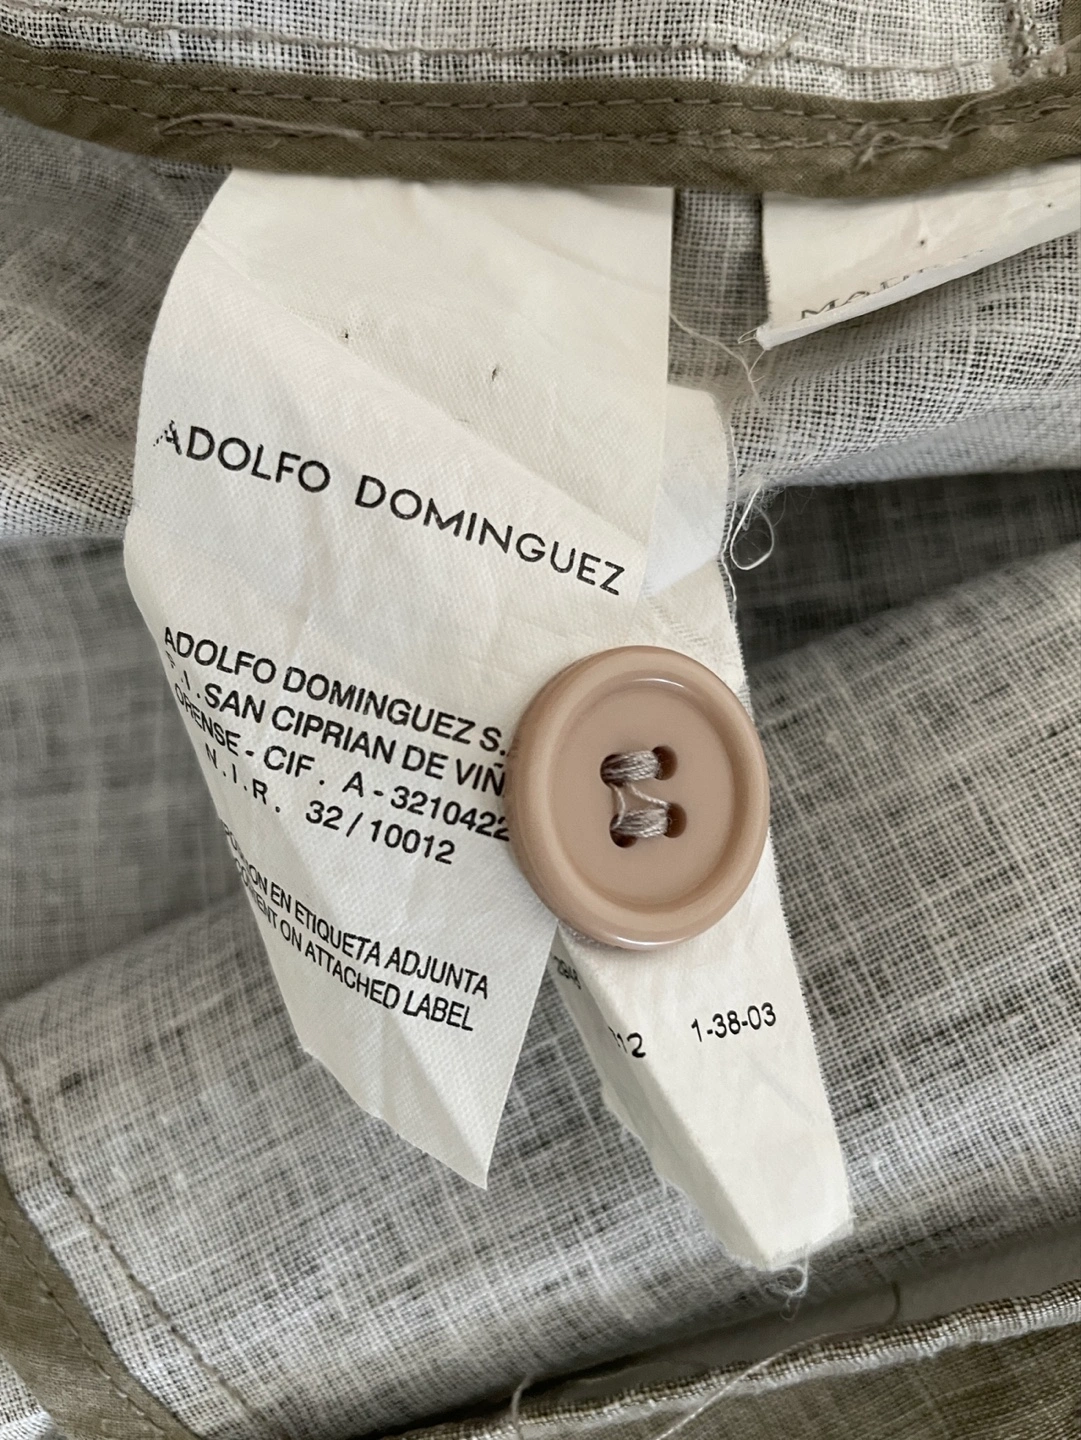 ADOLFO DOMINGUEZ
ADOLFO DOMINGUEZ S.
P.I. SAN CIPRIAN DE VIÑ
ORENSE - CIF. A - 3210422
N.I.R. 32 / 10012
EN ETIQUETA ADJUNTA
ON ATTACHED LABEL
12 1-38-03